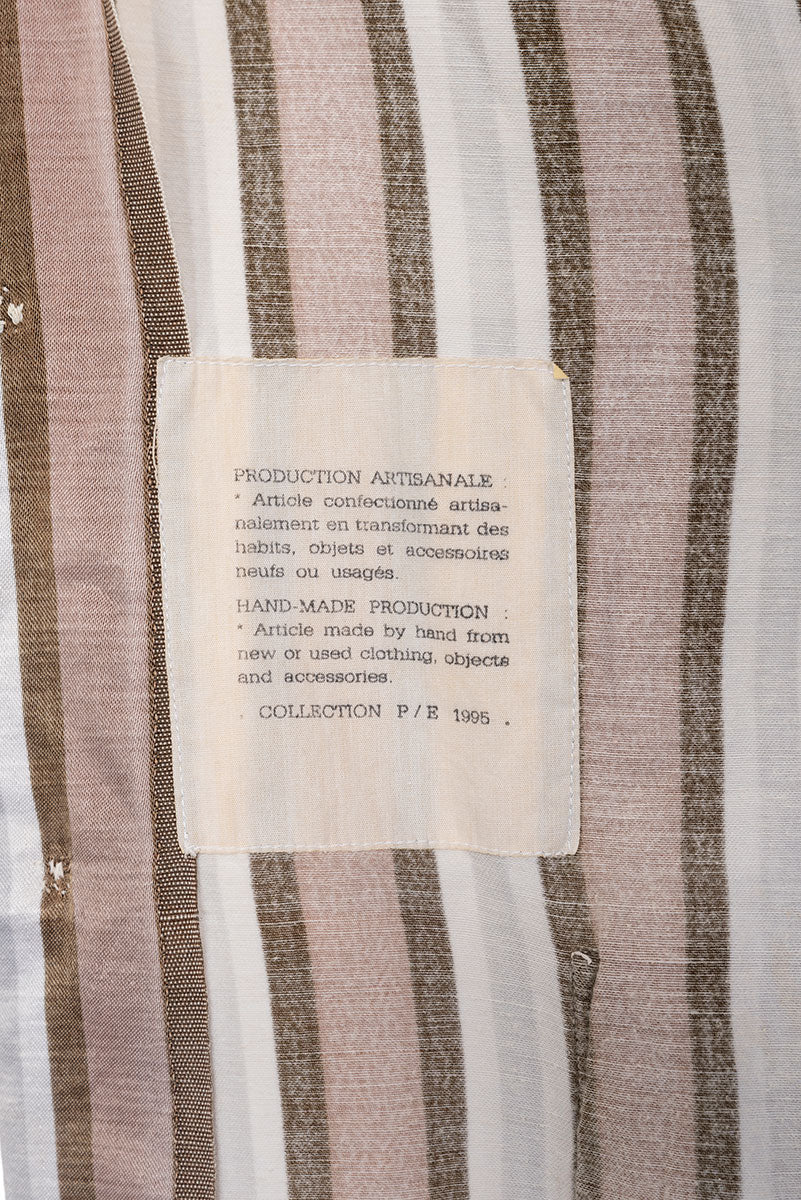 PRODUCTION ARTISANALE :
* Article confectionné artisa-
nalement en transformant des
habits, objets et accessoires
neufs ou usagés.
HAND-MADE PRODUCTION :
* Article made by hand from
new or used clothing, objects
and accessories.
. COLLECTION P / E 1995 .